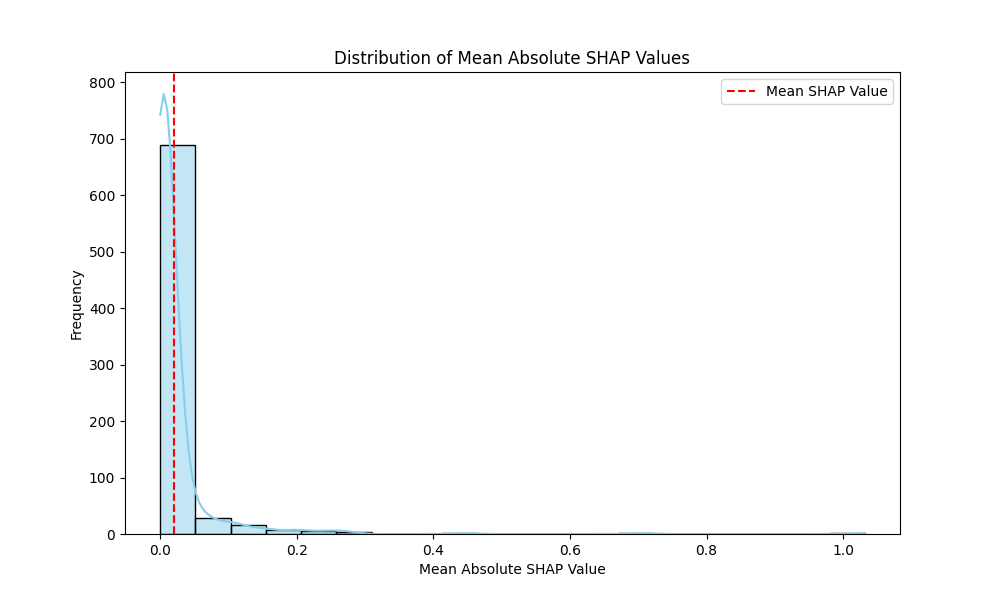 Distribution of Mean Absolute SHAP Values
Mean SHAP Value
800
700
600
500
400
300
200
100
0
Frequency
0.0 0.2 0.4 0.6 0.8 1.0
Mean Absolute SHAP Value